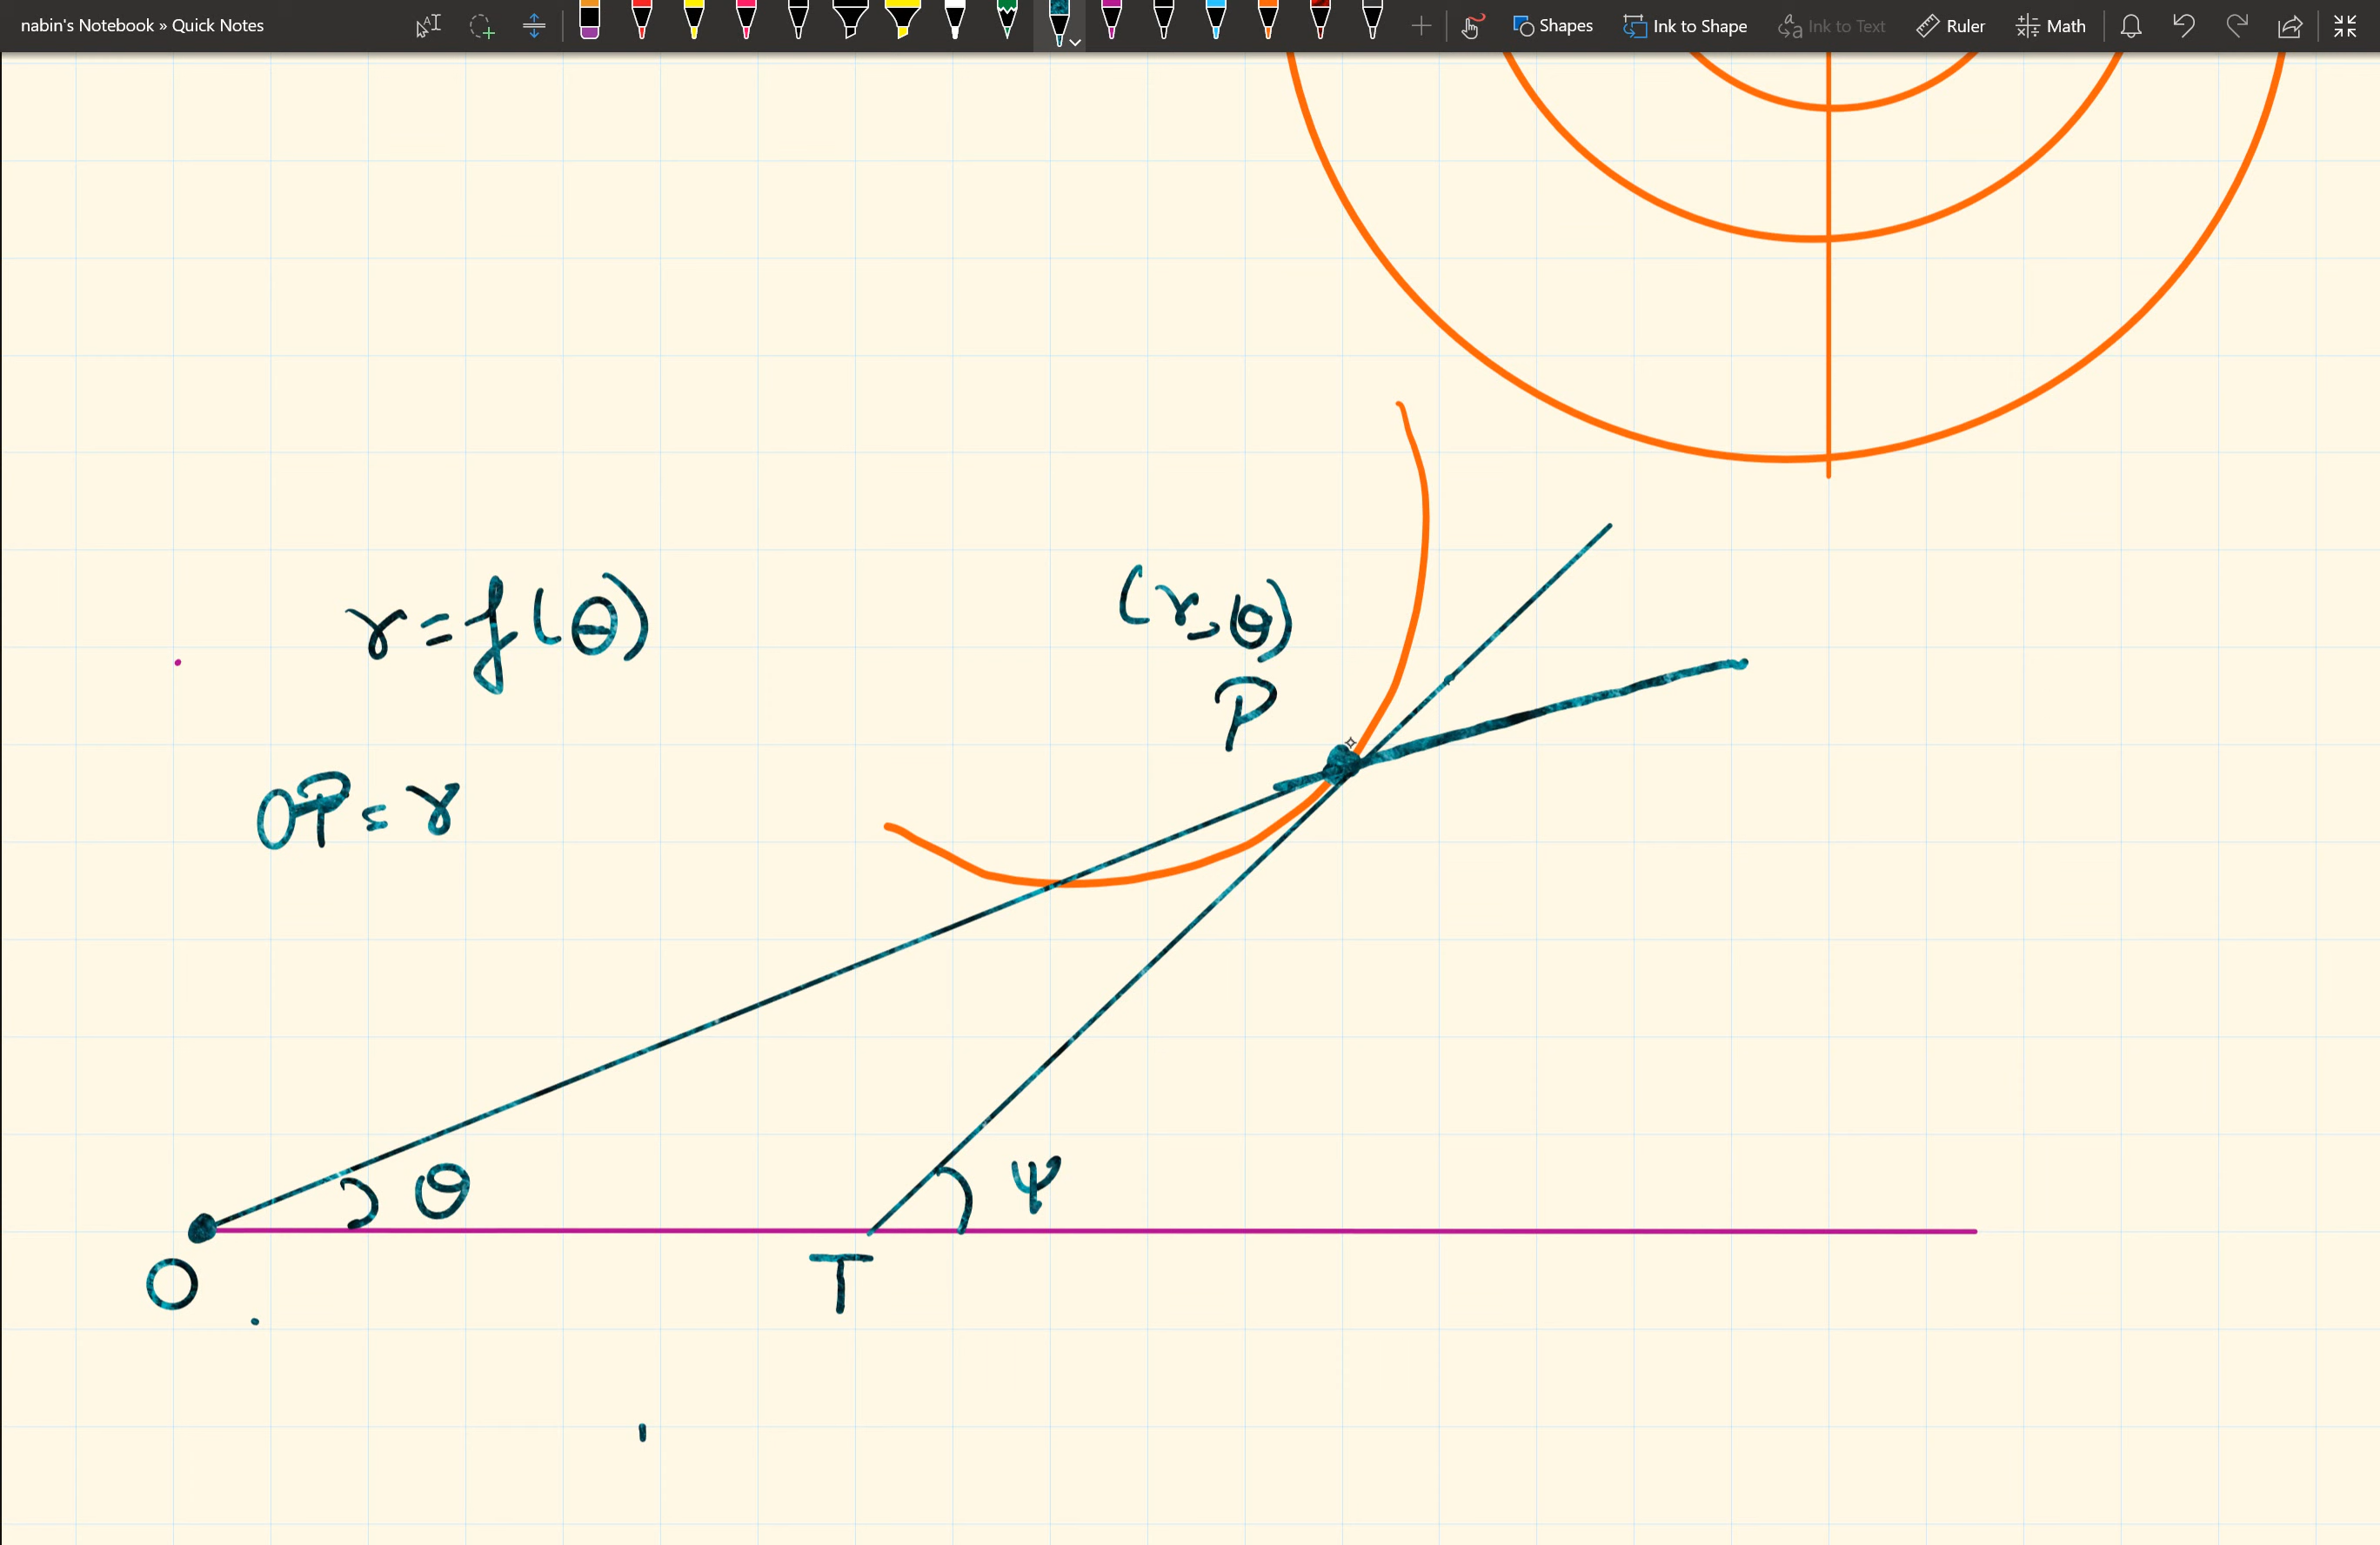 nabin's Notebook » Quick Notes
Shapes
Ink to Shape
Ink to Text
Ruler
Math
r = f(θ)
(r, θ)
P
OP = r
θ
ψ
O
T